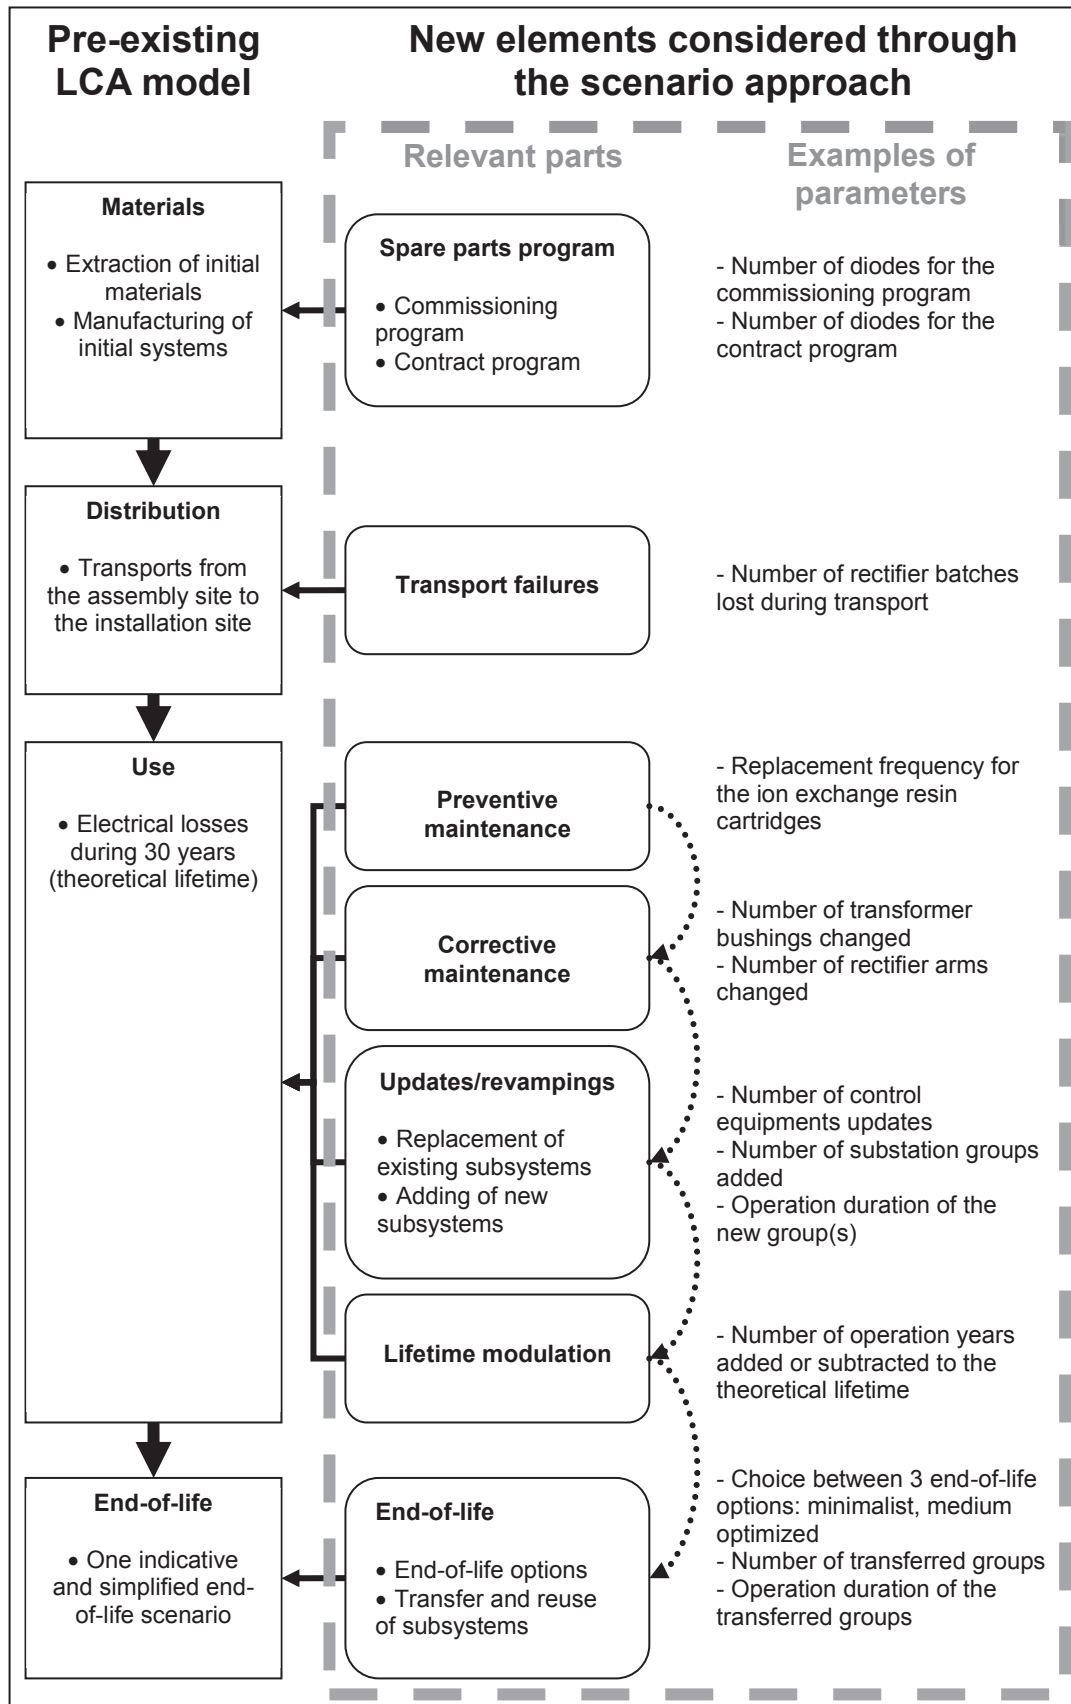 Pre-existing
LCA model
New elements considered through
the scenario approach
Relevant parts
Examples of
parameters
Materials
• Extraction of initial
materials
• Manufacturing of
initial systems
Spare parts program
• Commissioning
program
• Contract program
- Number of diodes for the
commissioning program
- Number of diodes for the
contract program
Distribution
• Transports from
the assembly site to
the installation site
Transport failures
- Number of rectifier batches
lost during transport
Use
• Electrical losses
during 30 years
(theoretical lifetime)
Preventive
maintenance
- Replacement frequency for
the ion exchange resin
cartridges
Corrective
maintenance
- Number of transformer
bushings changed
- Number of rectifier arms
changed
Updates/revampings
• Replacement of
existing subsystems
• Adding of new
subsystems
- Number of control
equipments updates
- Number of substation groups
added
- Operation duration of the
new group(s)
Lifetime modulation
- Number of operation years
added or subtracted to the
theoretical lifetime
End-of-life
• One indicative
and simplified end-
of-life scenario
End-of-life
• End-of-life options
• Transfer and reuse
of subsystems
- Choice between 3 end-of-life
options: minimalist, medium
optimized
- Number of transferred groups
- Operation duration of the
transferred groups